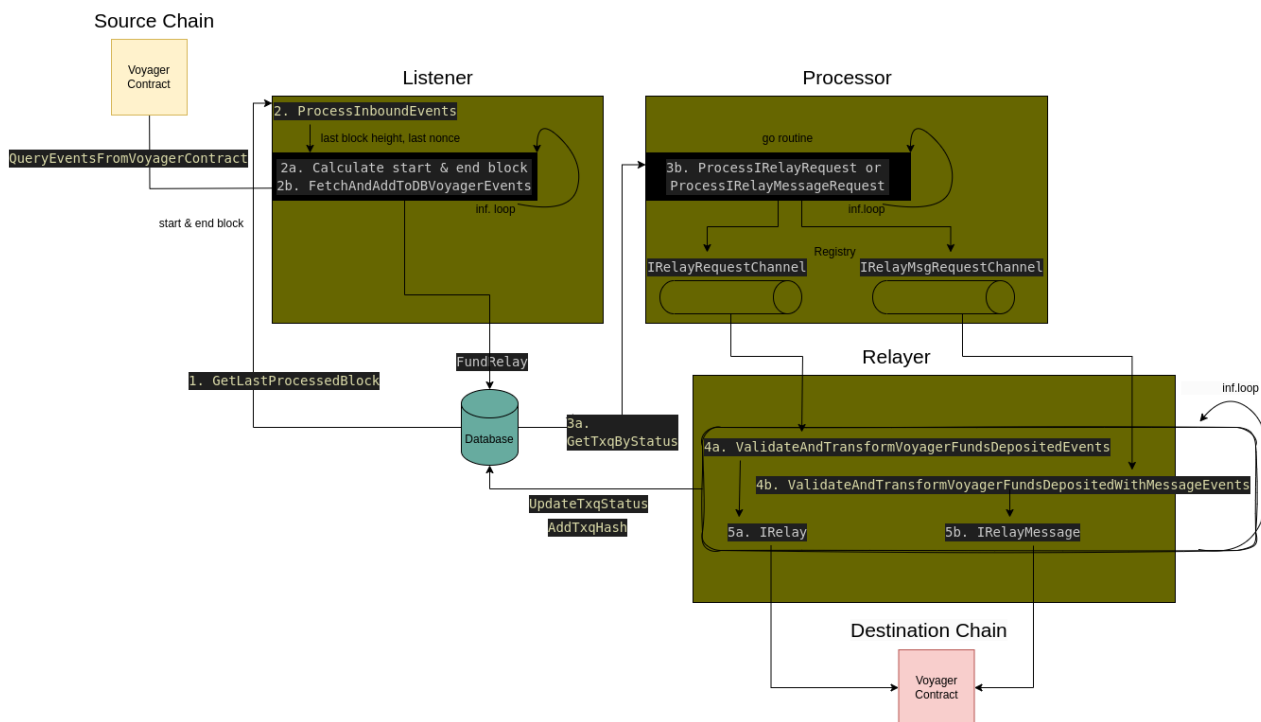 Source Chain
Voyager
Contract
QueryEventsFromVoyagerContract
start & end block
Listener
2. ProcessInboundEvents
last block height, last nonce
2a. Calculate start & end block
2b. FetchAndAddToDBVoyagerEvents
inf. loop
Processor
go routine
3b. ProcessIRelayRequest or
ProcessIRelayMessageRequest
inf.loop
Registry
IRelayRequestChannel
IRelayMsgRequestChannel
FundRelay
1. GetLastProcessedBlock
Database
3a.
GetTxqByStatus
UpdateTxqStatus
AddTxqHash
Relayer
inf.loop
4a. ValidateAndTransformVoyagerFundsDepositedEvents
4b. ValidateAndTransformVoyagerFundsDepositedWithMessageEvents
5a. IRelay
5b. IRelayMessage
Destination Chain
Voyager
Contract